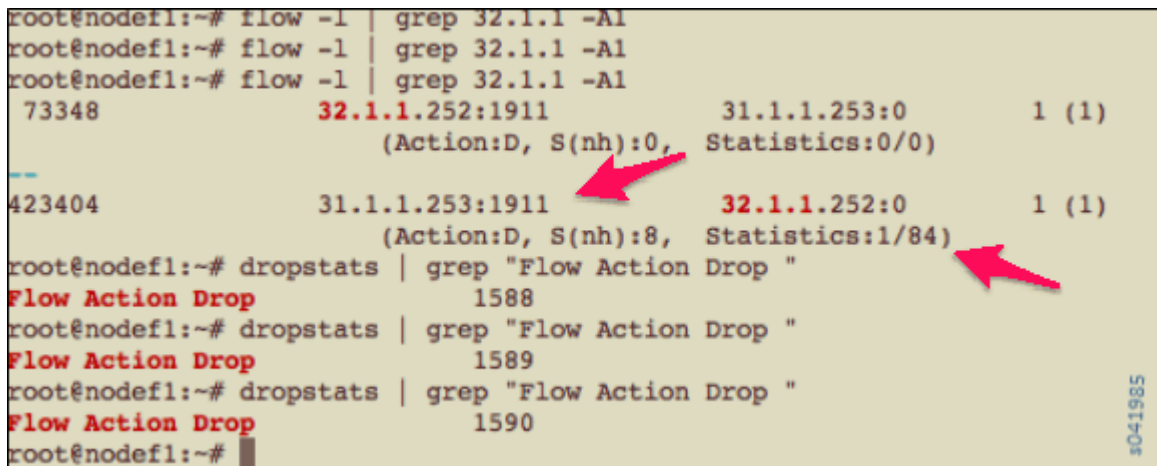 root@nodef1:~# flow -l | grep 32.1.1 -A1
root@nodef1:~# flow -l | grep 32.1.1 -A1
root@nodef1:~# flow -l | grep 32.1.1 -A1
73348 32.1.1.252:1911 31.1.1.253:0 1 (1)
(Action:D, S(nh):0, Statistics:0/0)
--
423404 31.1.1.253:1911 32.1.1.252:0 1 (1)
(Action:D, S(nh):8, Statistics:1/84)
root@nodef1:~# dropstats | grep "Flow Action Drop "
Flow Action Drop 1588
root@nodef1:~# dropstats | grep "Flow Action Drop "
Flow Action Drop 1589
root@nodef1:~# dropstats | grep "Flow Action Drop "
Flow Action Drop 1590
root@nodef1:~#
s041985